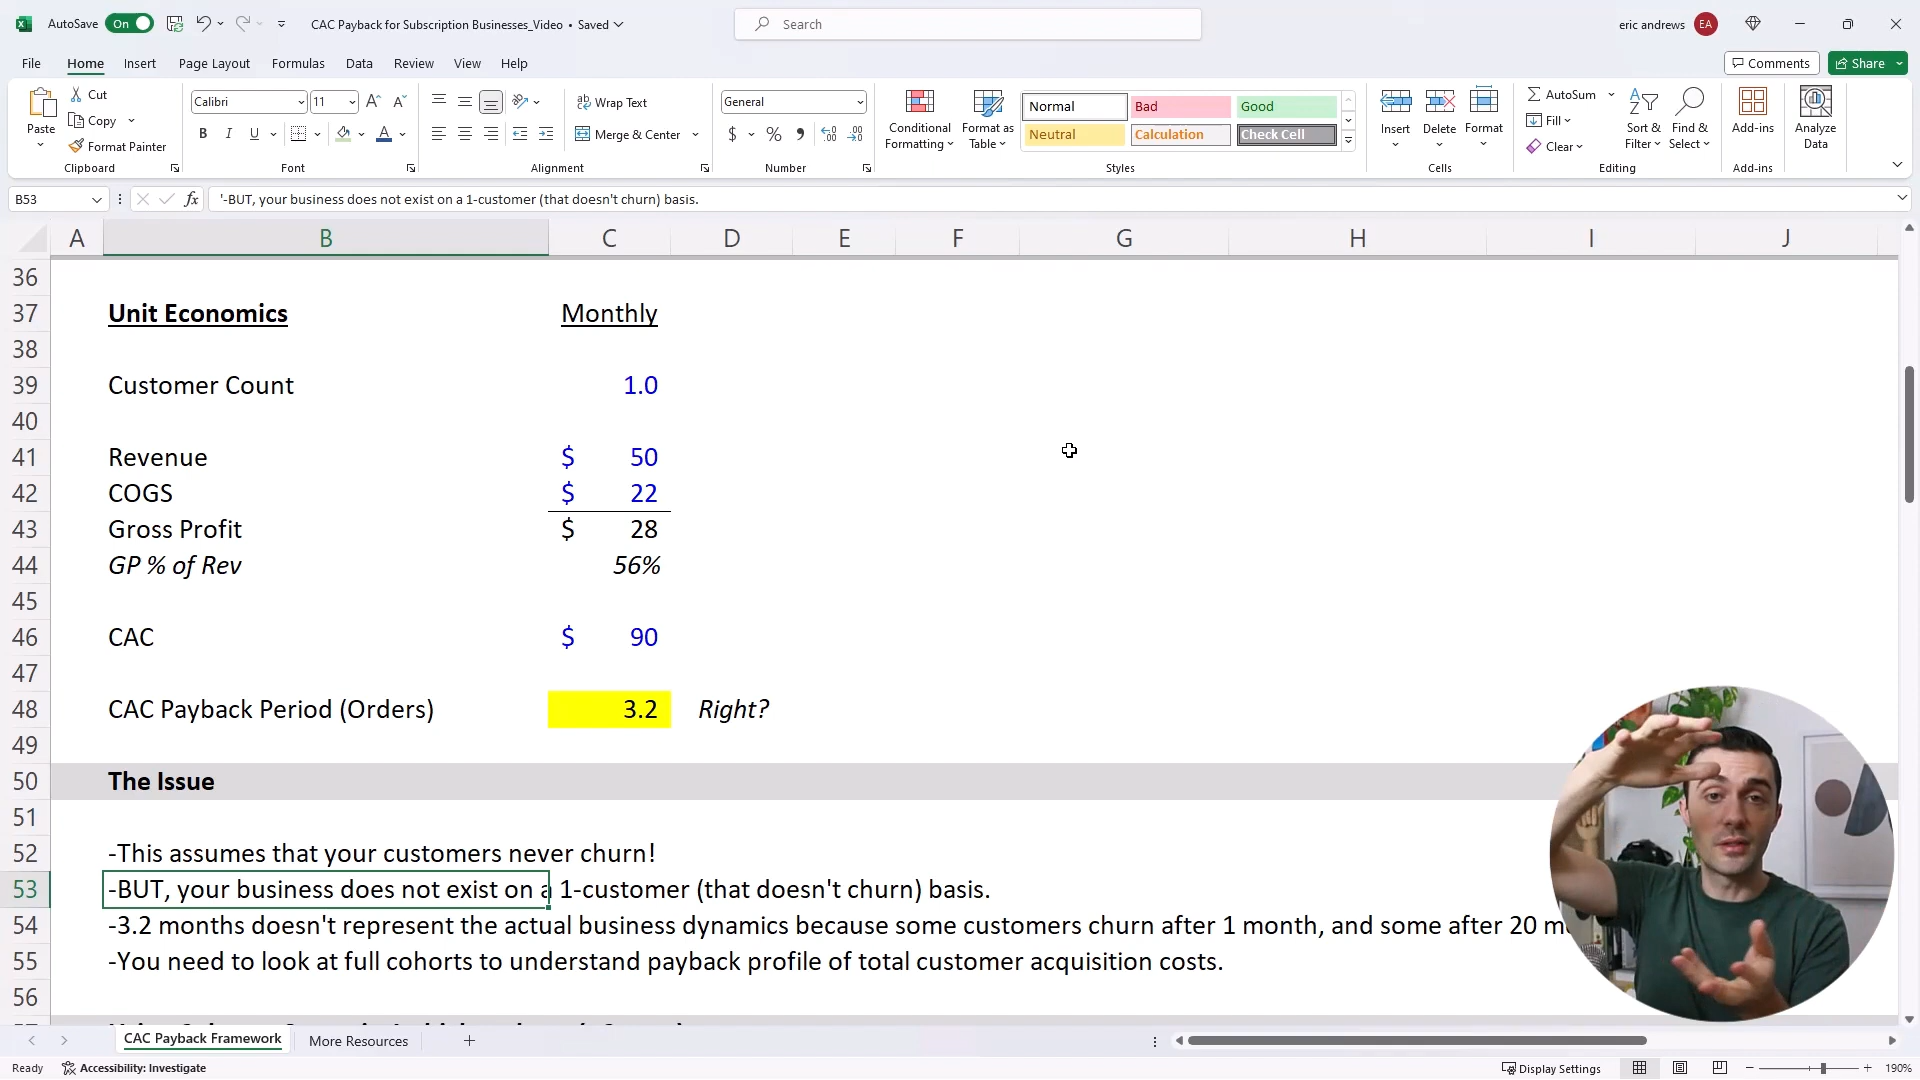 AutoSave On CAC Payback for Subscription Businesses_Video • Saved Search eric andrews EA
File Home Insert Page Layout Formulas Data Review View Help Comments Share
Paste Cut Copy Format Painter Clipboard
Calibri 11 B I U A Font
Wrap Text Merge & Center Alignment
General $ % Number
Conditional Formatting Format as Table
Normal Bad Good
Neutral Calculation Check Cell
Styles
Insert Delete Format Cells
AutoSum Fill Clear Sort & Filter Find & Select Editing
Add-ins Add-ins
Analyze Data
B53 fx '-BUT, your business does not exist on a 1-customer (that doesn't churn) basis.
A B C D E F G H I J
36
37 Unit Economics Monthly
38
39 Customer Count 1.0
40
41 Revenue $ 50
42 COGS $ 22
43 Gross Profit $ 28
44 GP % of Rev 56%
45
46 CAC $ 90
47
48 CAC Payback Period (Orders) 3.2 Right?
49
50 The Issue
51
52 -This assumes that your customers never churn!
53 -BUT, your business does not exist on a 1-customer (that doesn't churn) basis.
54 -3.2 months doesn't represent the actual business dynamics because some customers churn after 1 month, and some after 20
55 -You need to look at full cohorts to understand payback profile of total customer acquisition costs.
56
CAC Payback Framework More Resources
Ready Accessibility: Investigate Display Settings 190%